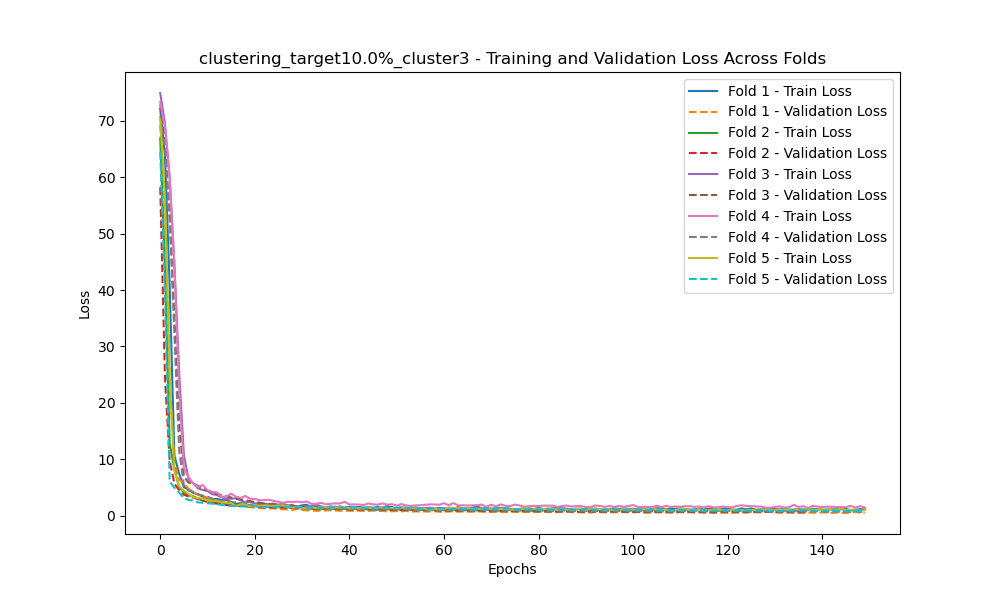 clustering_target10.0%_cluster3 - Training and Validation Loss Across Folds
Fold 1 - Train Loss
Fold 1 - Validation Loss
Fold 2 - Train Loss
Fold 2 - Validation Loss
Fold 3 - Train Loss
Fold 3 - Validation Loss
Fold 4 - Train Loss
Fold 4 - Validation Loss
Fold 5 - Train Loss
Fold 5 - Validation Loss
Loss
70
60
50
40
30
20
10
0
0 20 40 60 80 100 120 140
Epochs